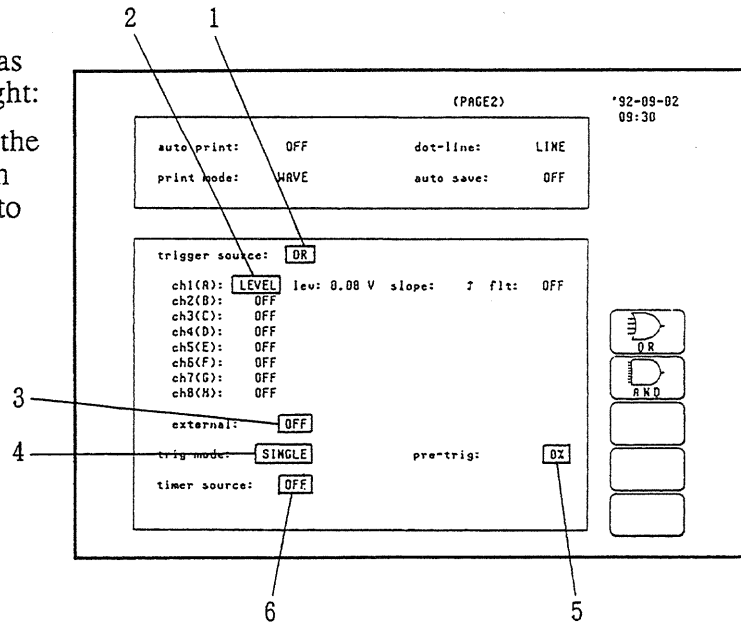 2 1
as
ght:
the
n
to
(PAGE2) '92-09-02
09:30
auto print: OFF dot-line: LINE
print mode: WAVE auto save: OFF
trigger source: OR
ch1(A): LEVEL lev: 0.08 V slope: ↑ flt: OFF
ch2(B): OFF
ch3(C): OFF
ch4(D): OFF
ch5(E): OFF
ch6(F): OFF
ch7(G): OFF
ch8(H): OFF
OR
AND
3
external: OFF
4
trig mode: SINGLE pre-trig: 0%
timer source: OFF
6 5